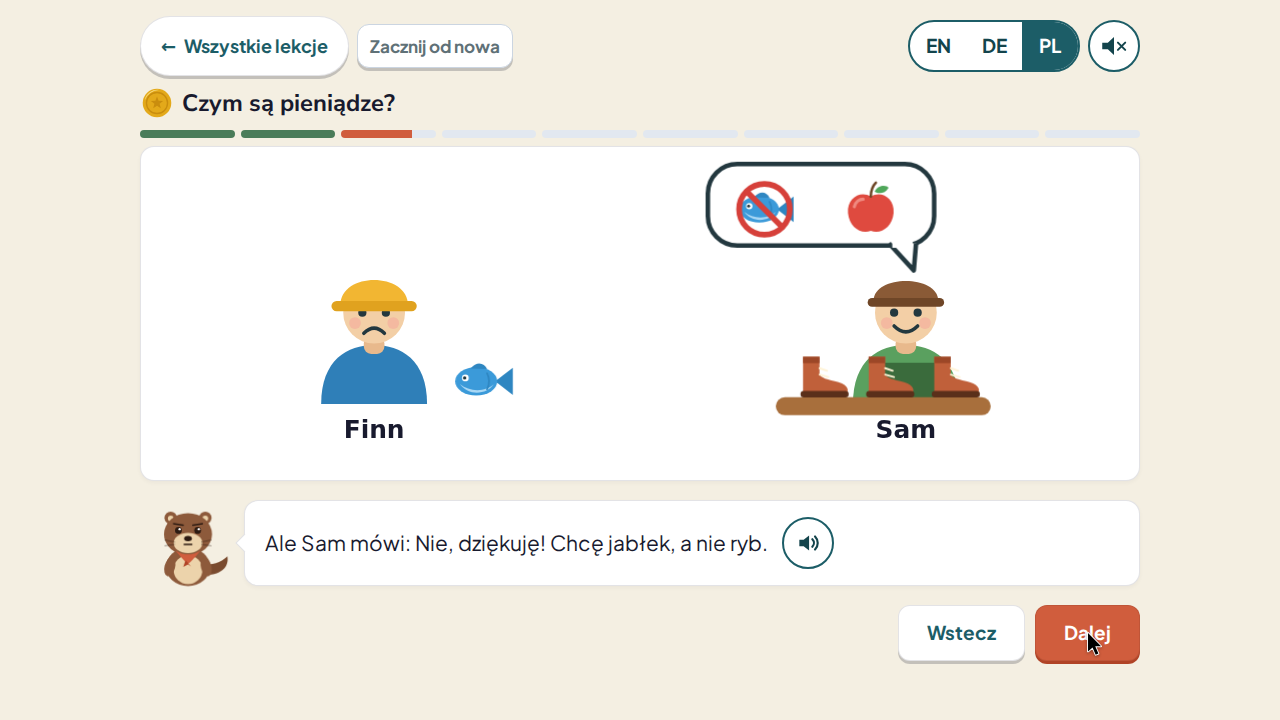 ← Wszystkie lekcje
Zacznij od nowa
EN DE PL
Czym są pieniądze?
Finn
Sam
Ale Sam mówi: Nie, dziękuję! Chcę jabłek, a nie ryb.
Wstecz
Dalej